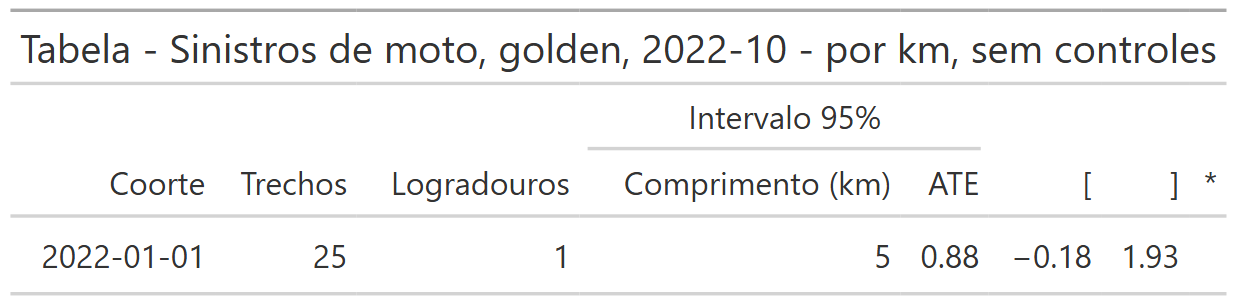 Tabela - Sinistros de moto, golden, 2022-10 - por km, sem controles
Intervalo 95%
Coorte Trechos Logradouros Comprimento (km) ATE [ ] *
2022-01-01 25 1 5 0.88 −0.18 1.93